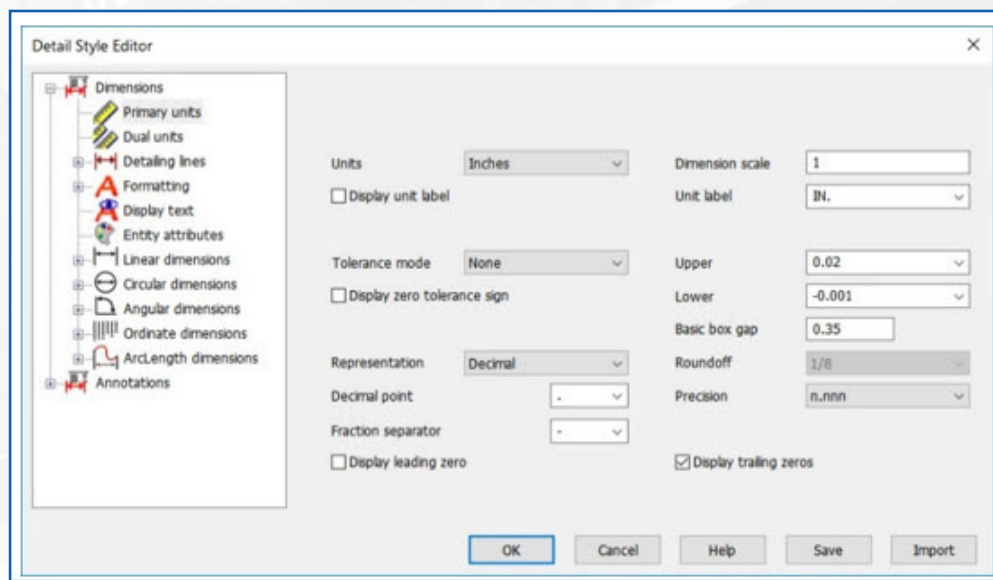 Detail Style Editor
Dimensions
Primary units
Dual units
Detailing lines
Formatting
Display text
Entity attributes
Linear dimensions
Circular dimensions
Angular dimensions
Ordinate dimensions
ArcLength dimensions
Annotations
Units Inches Dimension scale 1
Display unit label Unit label IN.
Tolerance mode None Upper 0.02
Display zero tolerance sign Lower -0.001
Basic box gap 0.35
Representation Decimal Roundoff 1/8
Decimal point . Precision n.nnn
Fraction separator -
Display leading zero Display trailing zeros
OK Cancel Help Save Import